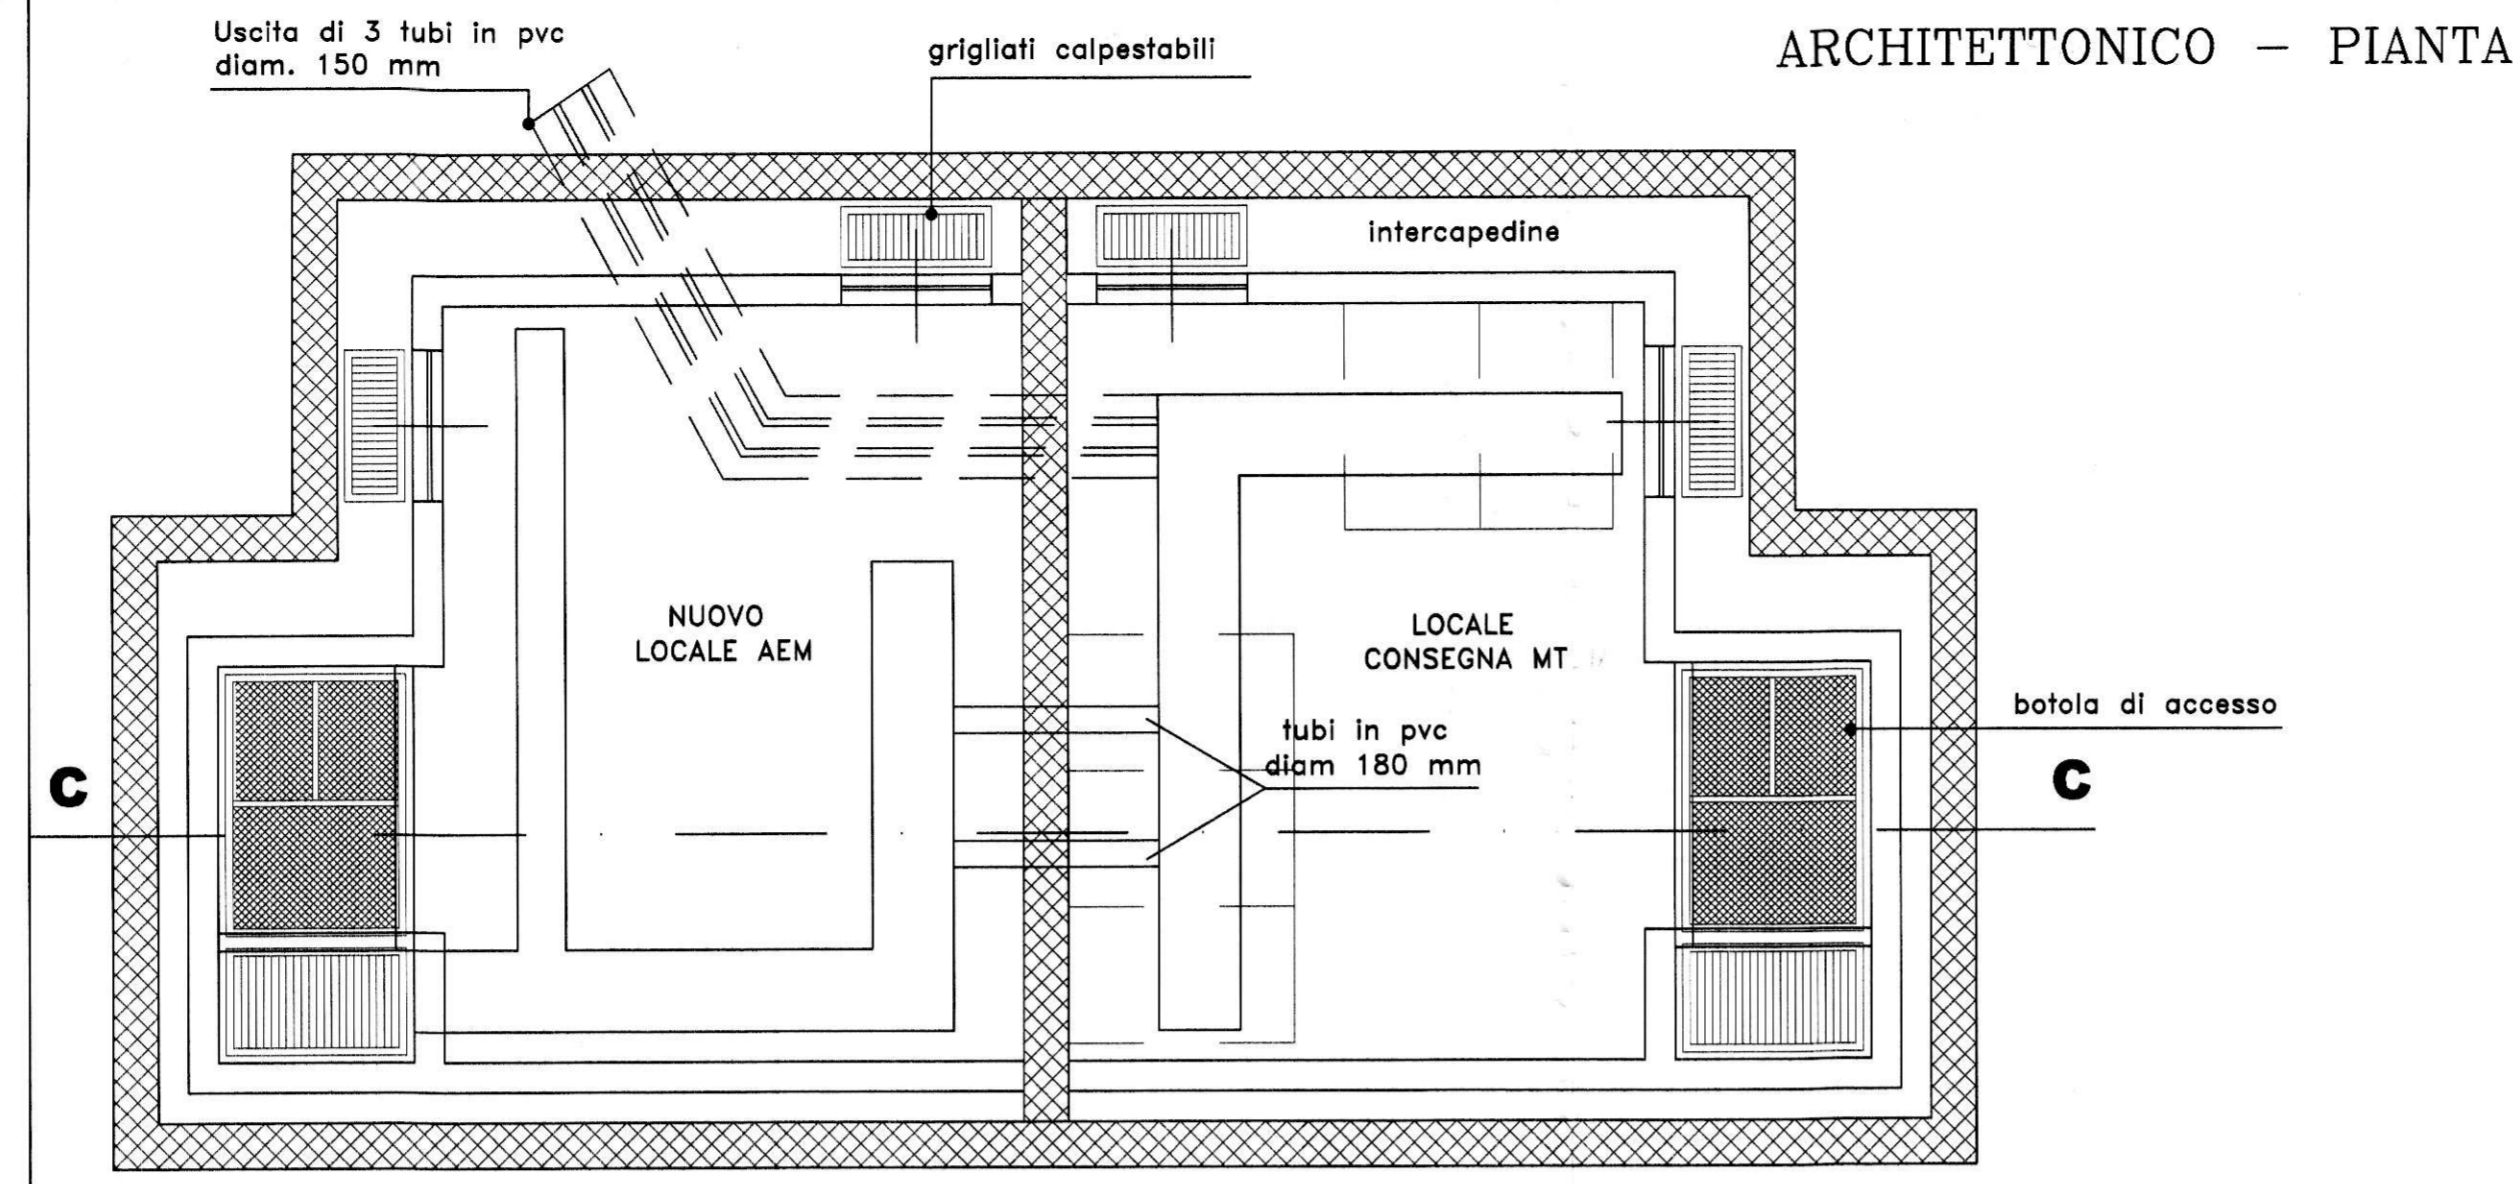 Uscita di 3 tubi in pvc
diam. 150 mm
grigliati calpestabili
ARCHITETTONICO – PIANTA
intercapedine
NUOVO
LOCALE AEM
LOCALE
CONSEGNA MT
botola di accesso
tubi in pvc
diam 180 mm
C
C